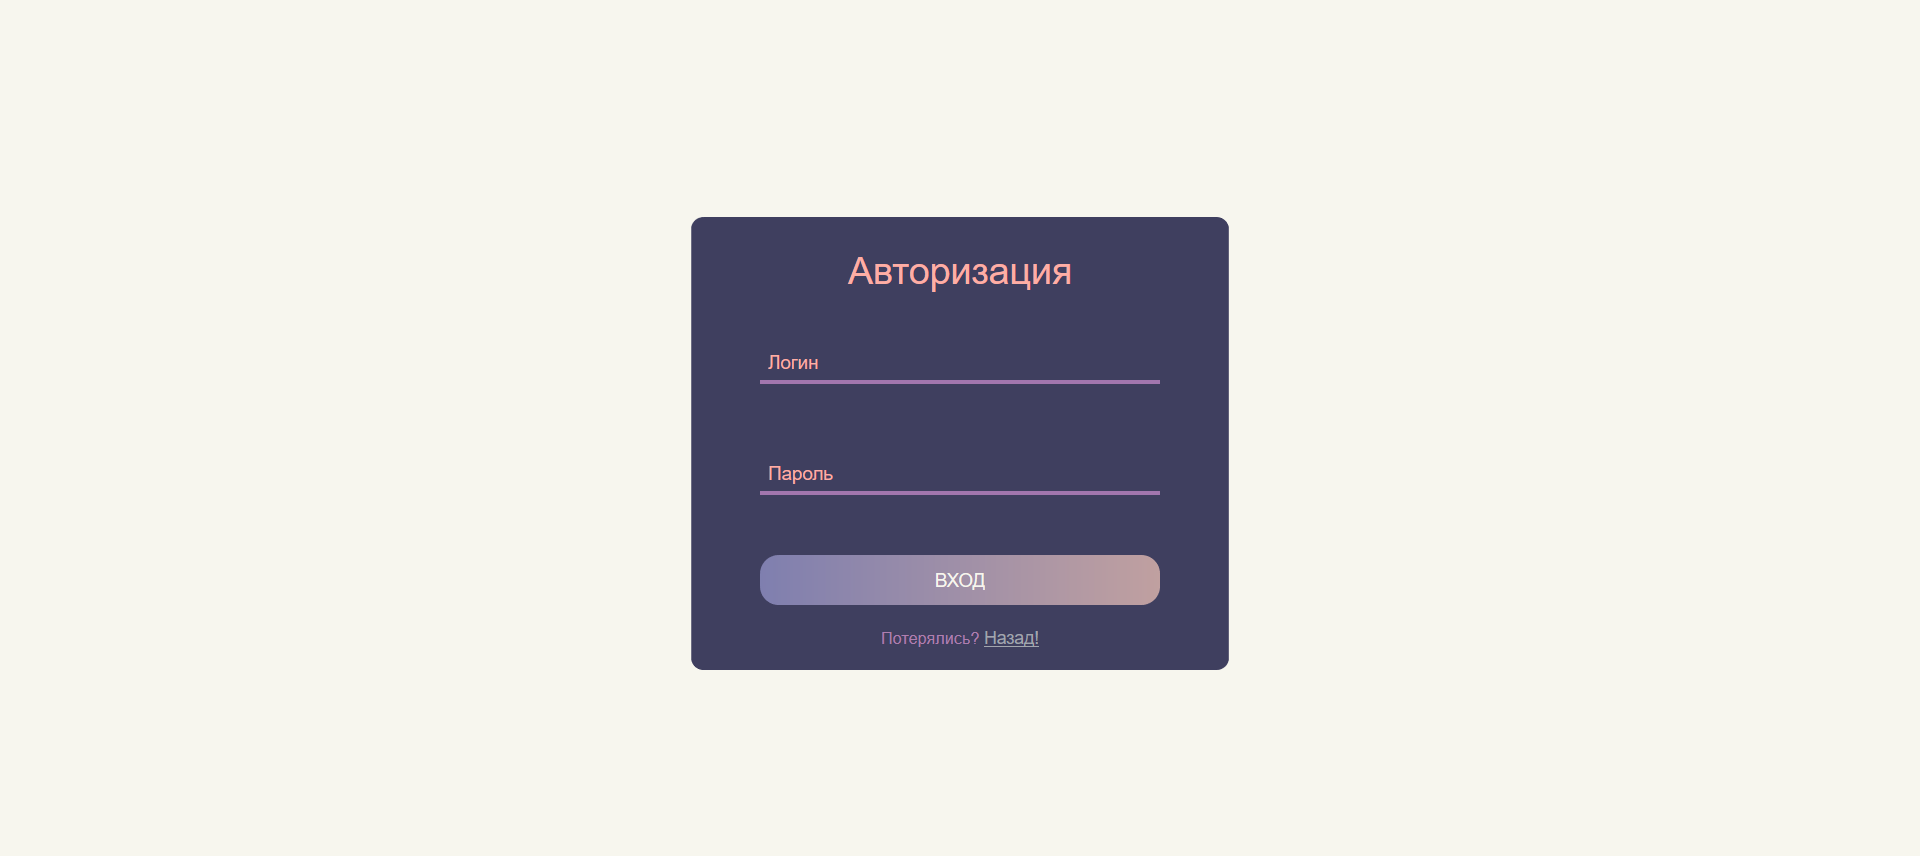 Авторизация
Логин
Пароль
ВХОД
Потерялись? Назад!